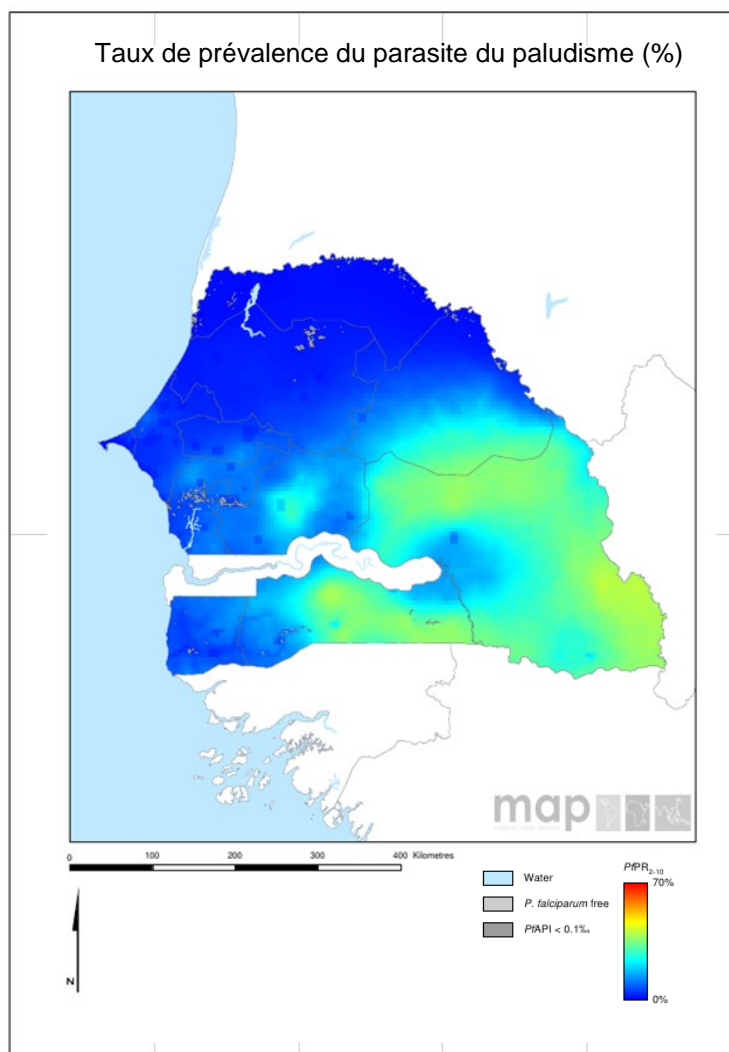 Taux de prévalence du parasite du paludisme (%)
map
0 100 200 300 400 Kilometres
N
Water
P. falciparum free
PfAPI < 0.1‰
PfPR2-10
70%
0%